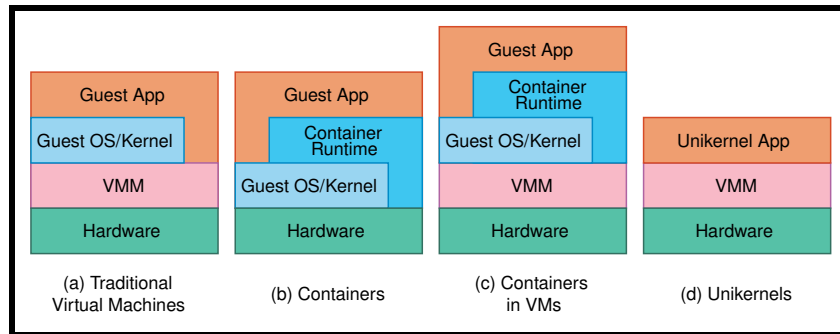 Guest App
Guest OS/Kernel
VMM
Hardware
(a) Traditional
Virtual Machines
Guest App
Container
Runtime
Guest OS/Kernel
Hardware
(b) Containers
Guest App
Container
Runtime
Guest OS/Kernel
VMM
Hardware
(c) Containers
in VMs
Unikernel App
VMM
Hardware
(d) Unikernels